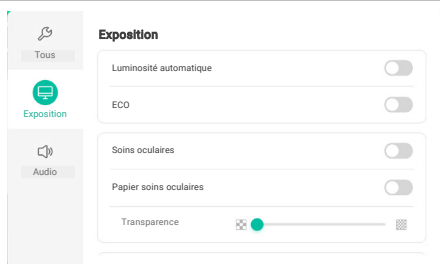 Tous
Exposition
Audio
Exposition
Luminosité automatique
ECO
Soins oculaires
Papier soins oculaires
Transparence